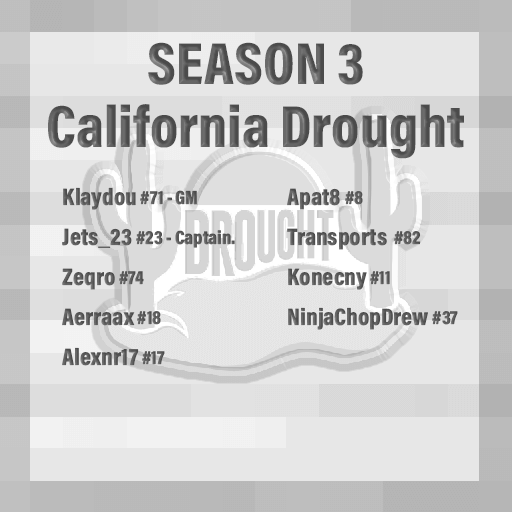 SEASON 3
California Drought
DROUGHT
Klaydou #71 - GM
Jets_23 #23 - Captain.
Zeqro #74
Aerraax #18
Alexnr17 #17
Apat8 #8
Transports #82
Konecny #11
NinjaChopDrew #37